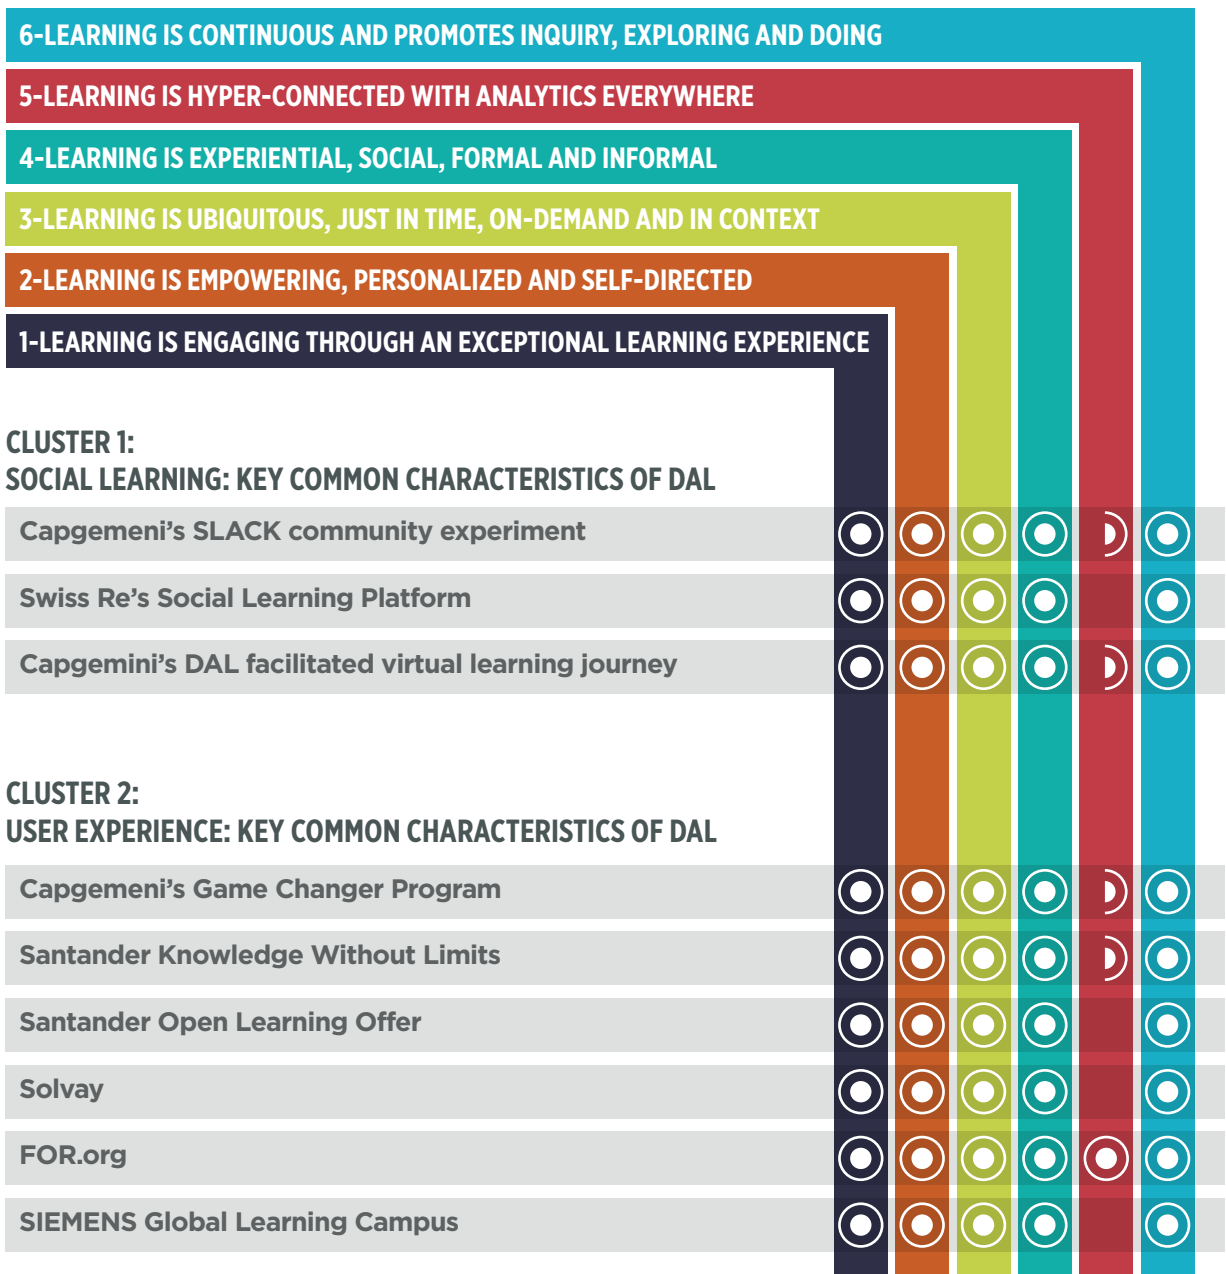 6-LEARNING IS CONTINUOUS AND PROMOTES INQUIRY, EXPLORING AND DOING
5-LEARNING IS HYPER-CONNECTED WITH ANALYTICS EVERYWHERE
4-LEARNING IS EXPERIENTIAL, SOCIAL, FORMAL AND INFORMAL
3-LEARNING IS UBIQUITOUS, JUST IN TIME, ON-DEMAND AND IN CONTEXT
2-LEARNING IS EMPOWERING, PERSONALIZED AND SELF-DIRECTED
1-LEARNING IS ENGAGING THROUGH AN EXCEPTIONAL LEARNING EXPERIENCE
CLUSTER 1:
SOCIAL LEARNING: KEY COMMON CHARACTERISTICS OF DAL
Capgemeni’s SLACK community experiment
Swiss Re’s Social Learning Platform
Capgemini’s DAL facilitated virtual learning journey
CLUSTER 2:
USER EXPERIENCE: KEY COMMON CHARACTERISTICS OF DAL
Capgemeni’s Game Changer Program
Santander Knowledge Without Limits
Santander Open Learning Offer
Solvay
FOR.org
SIEMENS Global Learning Campus